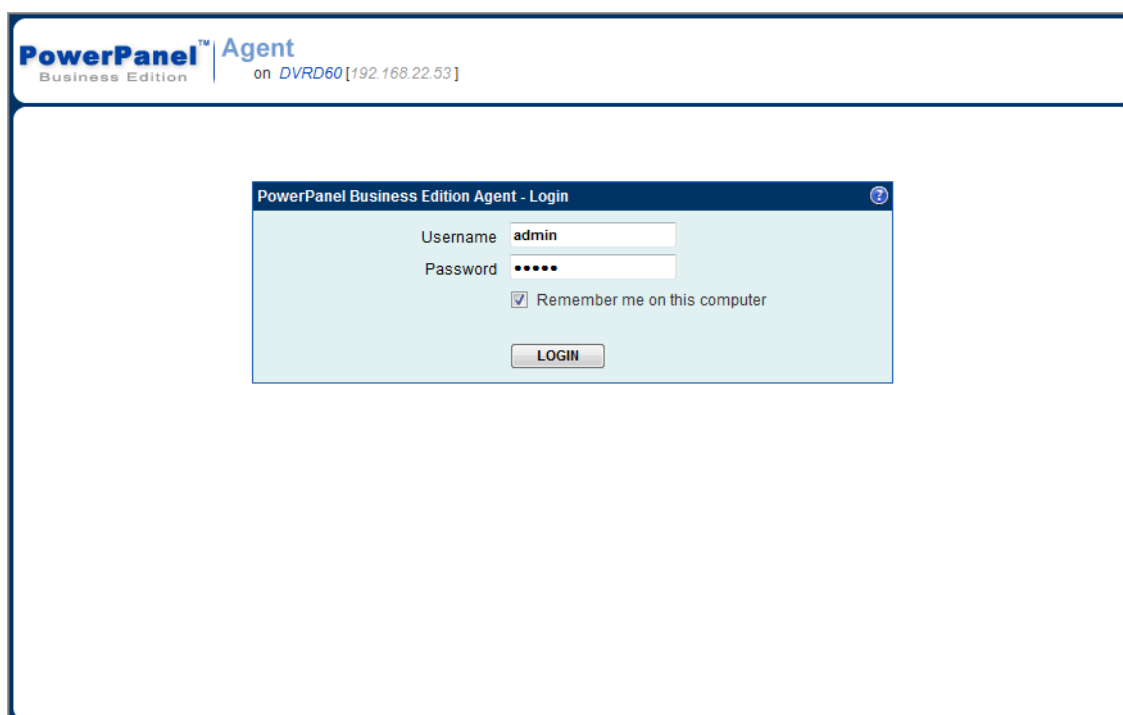 PowerPanel™ Agent
Business Edition on DVRD60 [192.168.22.53]
PowerPanel Business Edition Agent - Login ?
Username admin
Password •••••
Remember me on this computer
LOGIN